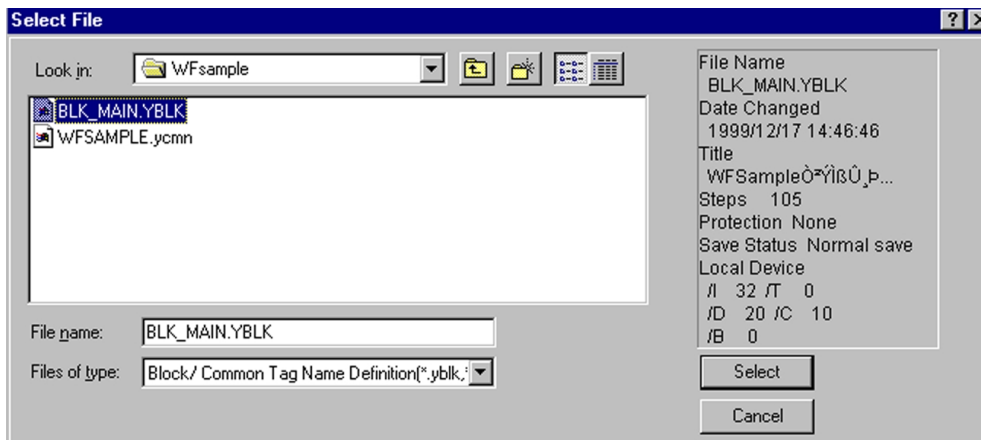 Select File
Look in:
WFsample
BLK_MAIN.YBLK
WFSAMPLE.ycmn
File name:
BLK_MAIN.YBLK
Files of type:
Block/ Common Tag Name Definition(*.yblk,*
File Name
BLK_MAIN.YBLK
Date Changed
1999/12/17 14:46:46
Title
WFSampleÒ²ÝÌßÛ¸Þ...
Steps 105
Protection None
Save Status Normal save
Local Device
/I 32 /T 0
/D 20 /C 10
/B 0
Select
Cancel